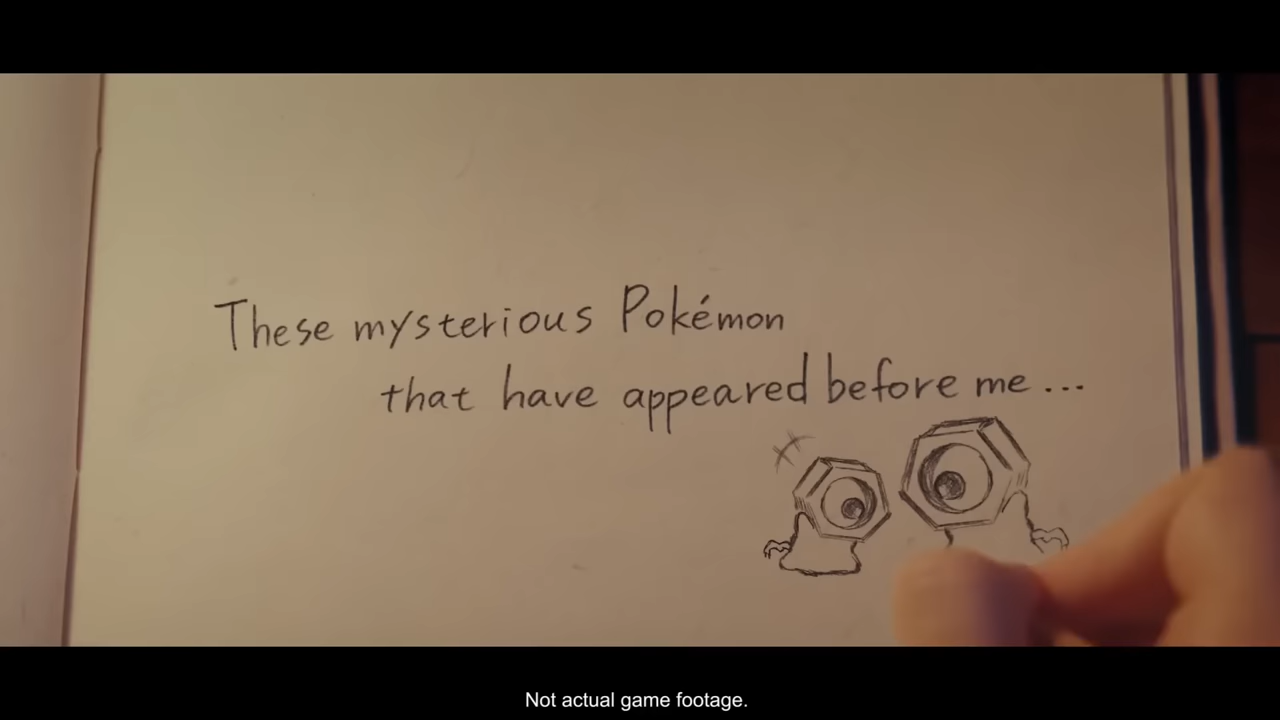 These mysterious Pokémon
that have appeared before me...
Not actual game footage.